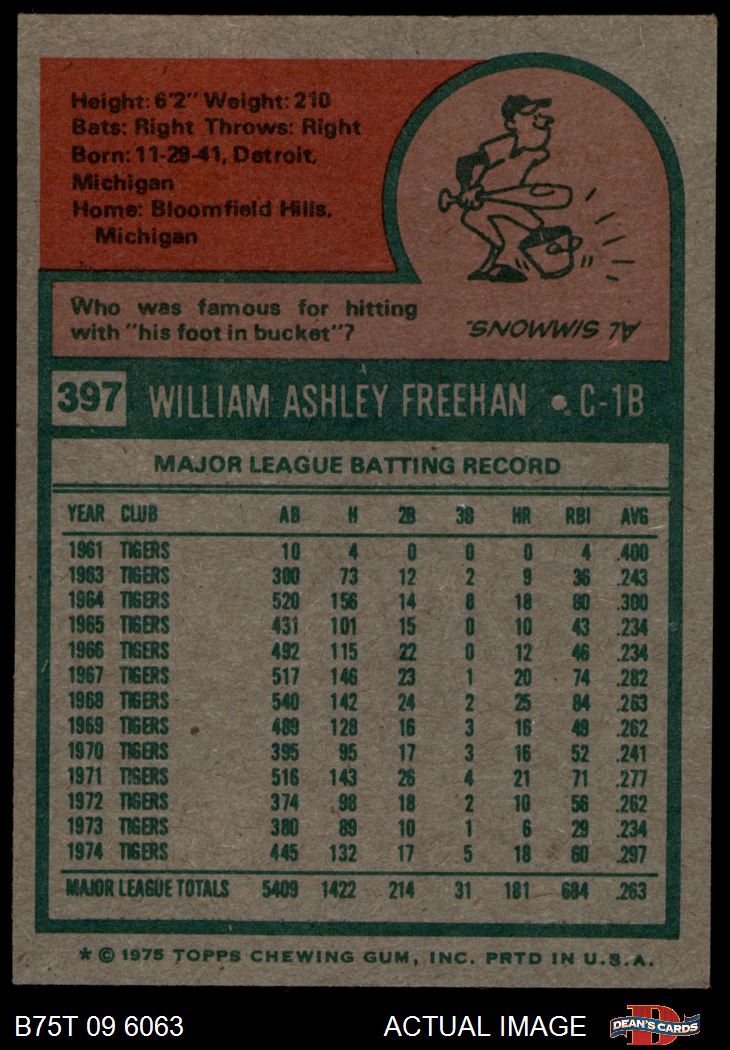 Height: 6'2" Weight: 210
Bats: Right Throws: Right
Born: 11-29-41, Detroit,
Michigan
Home: Bloomfield Hills,
Michigan
Who was famous for hitting
with "his foot in bucket"?
AL SIMMONS.
397 WILLIAM ASHLEY FREEHAN • C-1B
MAJOR LEAGUE BATTING RECORD
YEAR CLUB AB H 2B 3B HR RBI AVG
1961 TIGERS 10 4 0 0 0 4 .400
1963 TIGERS 300 73 12 2 9 36 .243
1964 TIGERS 520 156 14 8 18 80 .300
1965 TIGERS 431 101 15 0 10 43 .234
1966 TIGERS 492 115 22 0 12 46 .234
1967 TIGERS 517 146 23 1 20 74 .282
1968 TIGERS 540 142 24 2 25 84 .263
1969 TIGERS 489 128 16 3 16 49 .262
1970 TIGERS 395 95 17 3 16 52 .241
1971 TIGERS 516 143 26 4 21 71 .277
1972 TIGERS 374 98 18 2 10 56 .262
1973 TIGERS 380 89 10 1 6 29 .234
1974 TIGERS 445 132 17 5 18 60 .297
MAJOR LEAGUE TOTALS 5409 1422 214 31 181 684 .263
* © 1975 TOPPS CHEWING GUM, INC. PRTD IN U.S.A.
B75T 09 6063 ACTUAL IMAGE DEAN'S CARDS